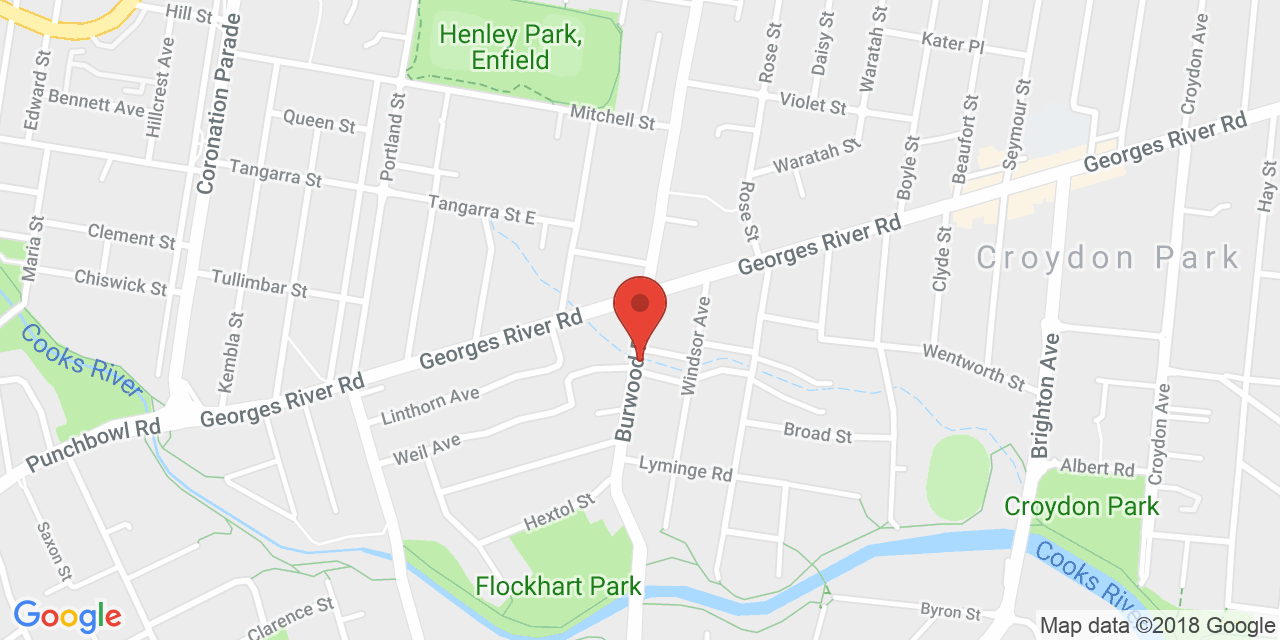 Hill St
Coronation Parade
Henley Park,
Enfield
Rose St
Daisy St
Waratah St
Kater Pl
Croydon Ave
Edward St
Hillcrest Ave
Bennett Ave
Queen St
Portland St
Mitchell St
Violet St
Beaufort St
Seymour St
Georges River Rd
Hay St
Tangarra St
Waratah St
Boyle St
Rose St
Tangarra St E
Maria St
Clement St
Georges River Rd
Clyde St
Croydon Park
Chiswick St
Tullimbar St
Kembla St
Georges River Rd
Windsor Ave
Cooks River
Burwood
Wentworth St
Brighton Ave
Georges River Rd
Linthorn Ave
Croydon Ave
Punchbowl Rd
Weil Ave
Broad St
Lyminge Rd
Albert Rd
Hextol St
Croydon Park
Saxon St
Flockhart Park
Cooks River
Clarence St
Byron St
Google
Map data ©2018 Google